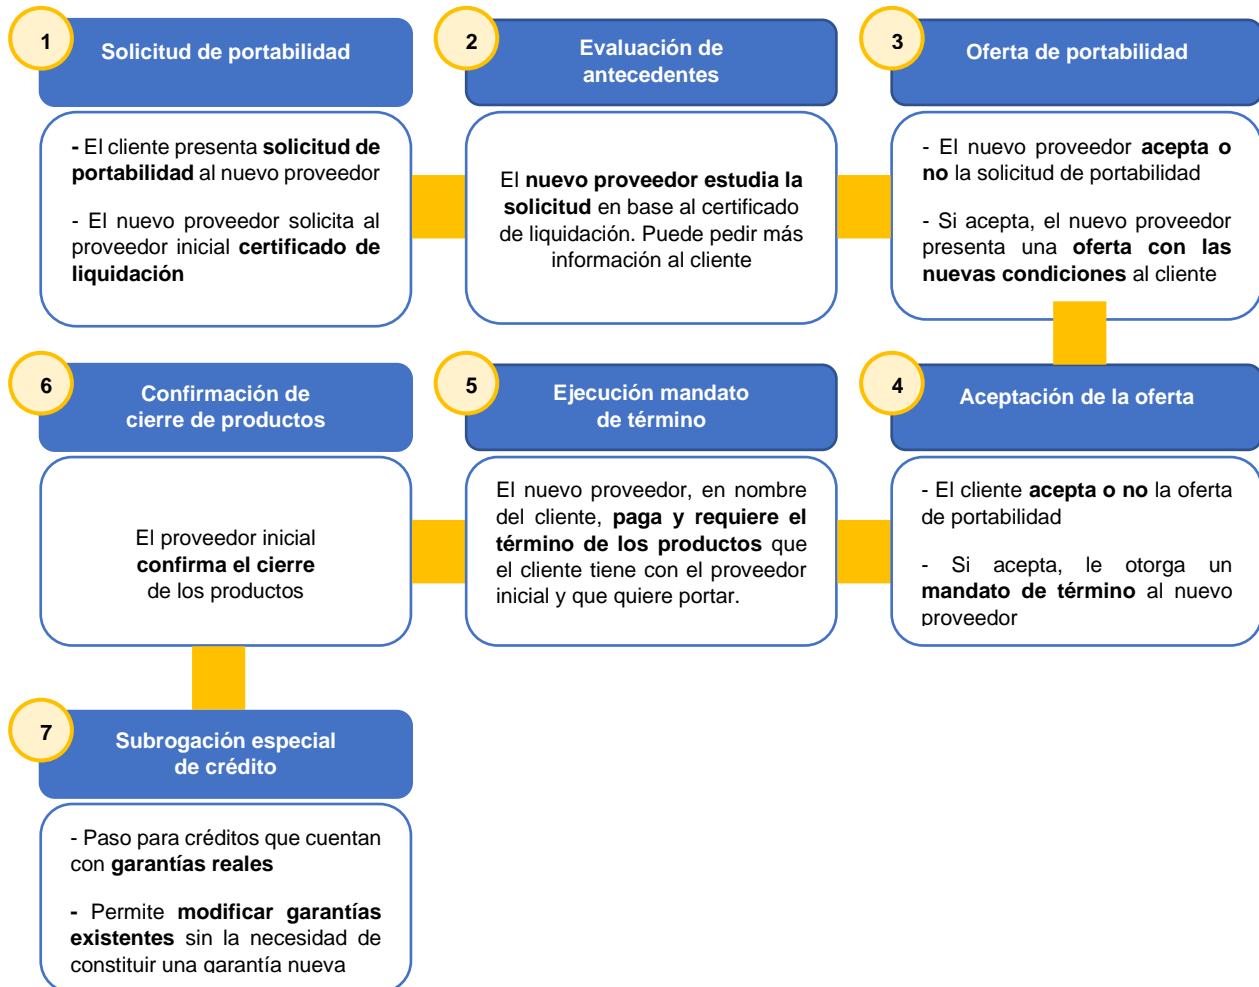 1
Solicitud de portabilidad
- El cliente presenta solicitud de
portabilidad al nuevo proveedor
- El nuevo proveedor solicita al
proveedor inicial certificado de
liquidación
2
Evaluación de
antecedentes
El nuevo proveedor estudia la
solicitud en base al certificado
de liquidación. Puede pedir más
información al cliente
3
Oferta de portabilidad
- El nuevo proveedor acepta o
no la solicitud de portabilidad
- Si acepta, el nuevo proveedor
presenta una oferta con las
nuevas condiciones al cliente
4
Aceptación de la oferta
- El cliente acepta o no la oferta
de portabilidad
- Si acepta, le otorga un
mandato de término al nuevo
proveedor
5
Ejecución mandato
de término
El nuevo proveedor, en nombre
del cliente, paga y requiere el
término de los productos que
el cliente tiene con el proveedor
inicial y que quiere portar.
6
Confirmación de
cierre de productos
El proveedor inicial
confirma el cierre
de los productos
7
Subrogación especial
de crédito
- Paso para créditos que cuentan
con garantías reales
- Permite modificar garantías
existentes sin la necesidad de
constituir una garantía nueva